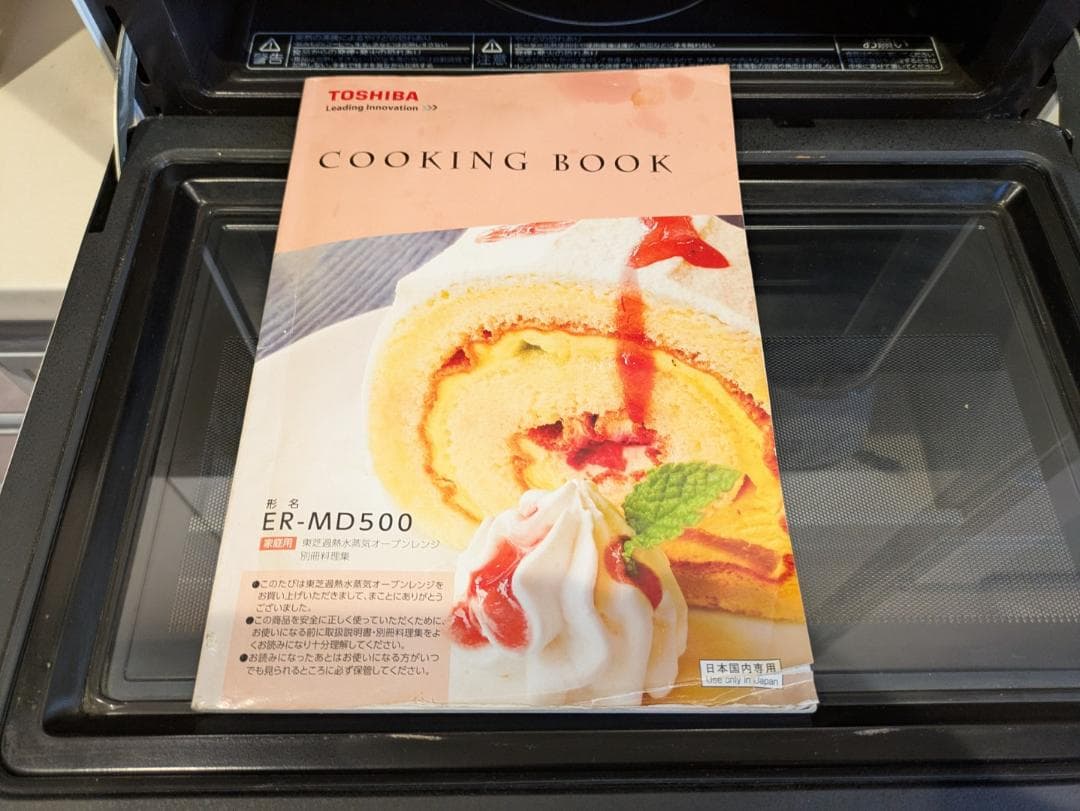 警告
注意
お願い
TOSHIBA
Leading Innovation >>>
COOKING BOOK
形名
ER-MD500
家庭用 東芝過熱水蒸気オーブンレンジ
別冊料理集
●このたびは東芝過熱水蒸気オーブンレンジを
お買い上げいただきまして、まことにありがとう
ございました。
●この商品を安全に正しく使っていただくために、
お使いになる前に取扱説明書・別冊料理集をよ
くお読みになり十分理解してください。
●お読みになったあとはお使いになる方がいつ
でも見られるところに必ず保管してください。
日本国内専用
Use only in Japan